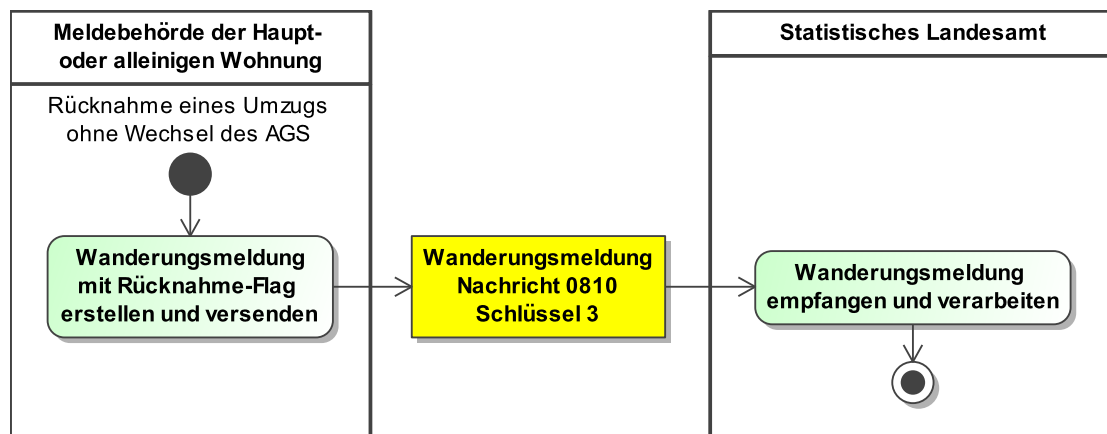 Meldebehörde der Haupt-
oder alleinigen Wohnung
Statistisches Landesamt
Rücknahme eines Umzugs
ohne Wechsel des AGS
Wanderungsmeldung
mit Rücknahme-Flag
erstellen und versenden
Wanderungsmeldung
Nachricht 0810
Schlüssel 3
Wanderungsmeldung
empfangen und verarbeiten